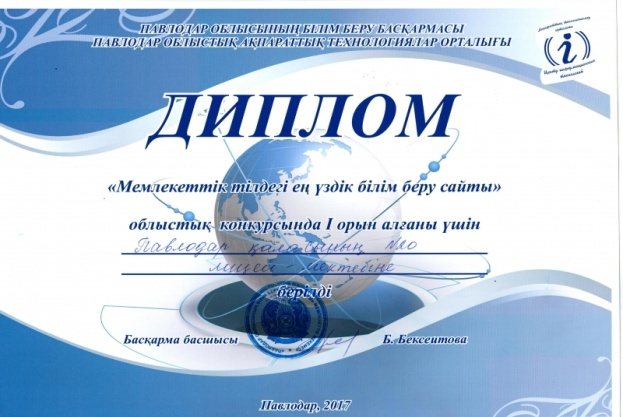 ПАВЛОДАР ОБЛЫСЫНЫҢ БІЛІМ БЕРУ БАСҚАРМАСЫ
ПАВЛОДАР ОБЛЫСТЫҚ АҚПАРАТТЫҚ ТЕХНОЛОГИЯЛАР ОРТАЛЫҒЫ
ДИПЛОМ
«Мемлекеттік тілдегі ең үздік білім беру сайты»
облыстық конкурсында I орын алғаны үшін
Павлодар қаласының №10
лицей - мектебіне
берілді
Басқарма басшысы Б. Бексеитова
Павлодар, 2017